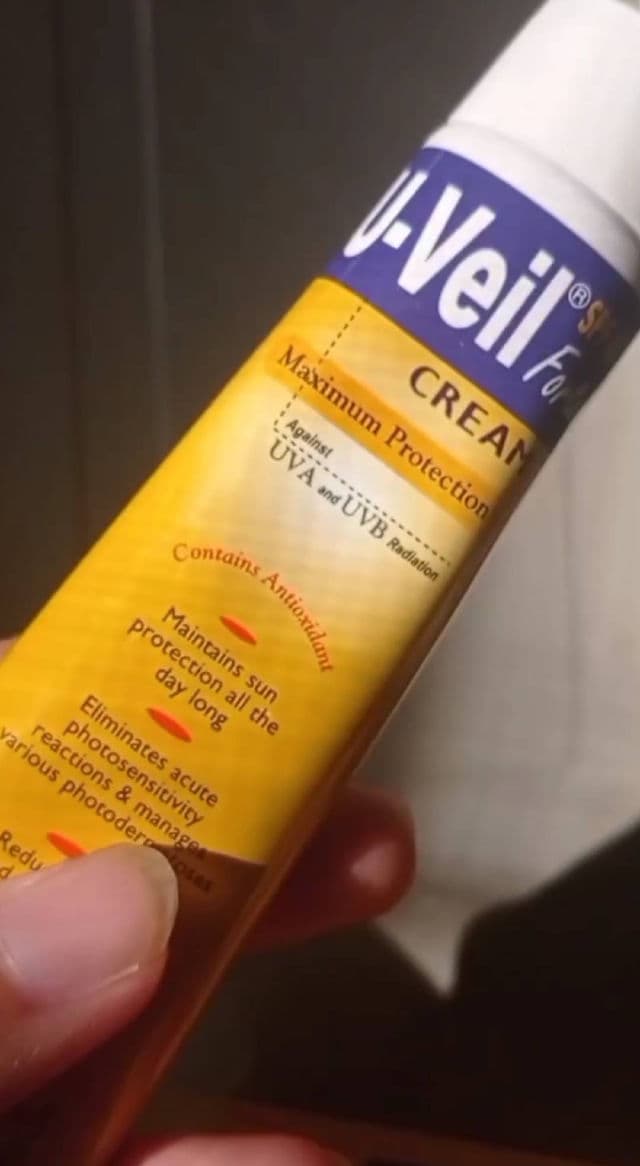 U-Veil®
CREAM
Maximum Protection
Against
UVA and UVB Radiation
Contains Antioxidant
Maintains sun
protection all the
day long
Eliminates acute
photosensitivity
reactions & manages
various